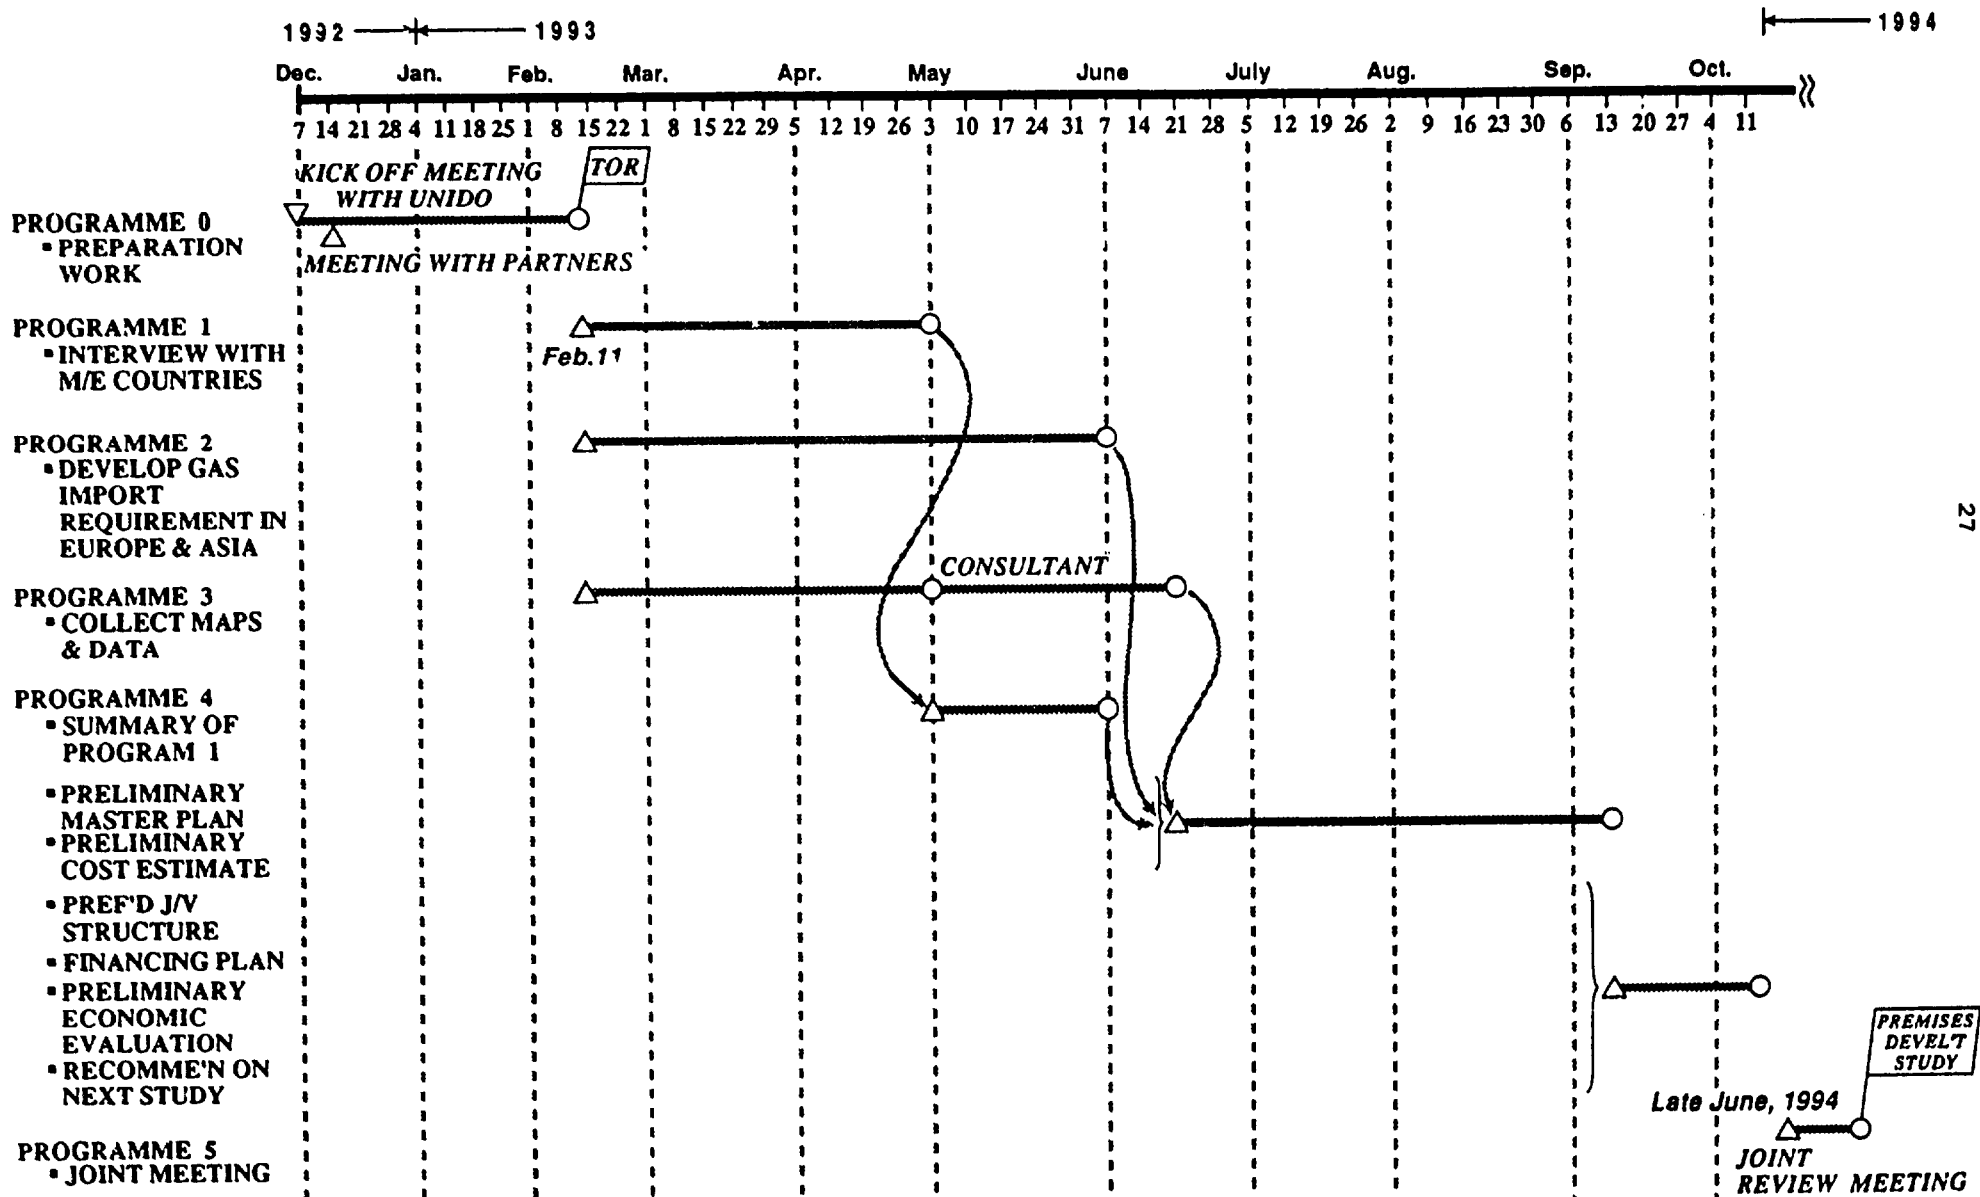 1992 1993 1994
Dec. Jan. Feb. Mar. Apr. May June July Aug. Sep. Oct.
7 14 21 28 4 11 18 25 1 8 15 22 1 8 15 22 29 5 12 19 26 3 10 17 24 31 7 14 21 28 5 12 19 26 2 9 16 23 30 6 13 20 27 4 11
KICK OFF MEETING
WITH UNIDO
TOR
PROGRAMME 0
▪ PREPARATION
WORK
MEETING WITH PARTNERS
PROGRAMME 1
▪ INTERVIEW WITH
M/E COUNTRIES
Feb.11
PROGRAMME 2
▪ DEVELOP GAS
IMPORT
REQUIREMENT IN
EUROPE & ASIA
27
CONSULTANT
PROGRAMME 3
▪ COLLECT MAPS
& DATA
PROGRAMME 4
▪ SUMMARY OF
PROGRAM 1
▪ PRELIMINARY
MASTER PLAN
▪ PRELIMINARY
COST ESTIMATE
▪ PREF'D J/V
STRUCTURE
▪ FINANCING PLAN
▪ PRELIMINARY
ECONOMIC
EVALUATION
▪ RECOMME'N ON
NEXT STUDY
PREMISES
DEVEL'T
STUDY
Late June, 1994
PROGRAMME 5
▪ JOINT MEETING
JOINT
REVIEW MEETING